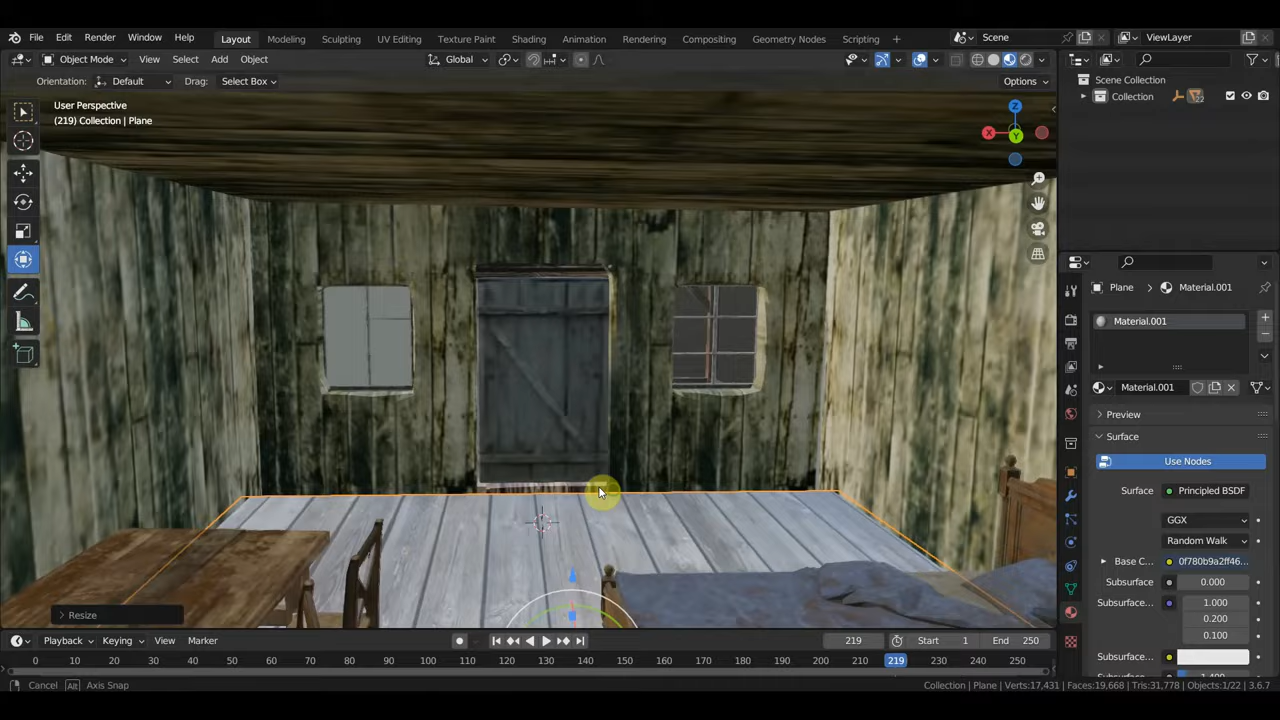 File Edit Render Window Help Layout Modeling Sculpting UV Editing Texture Paint Shading Animation Rendering Compositing Geometry Nodes Scripting + Scene ViewLayer
Object Mode View Select Add Object Global
Orientation: Default Drag: Select Box Options
Scene Collection
Collection 22
User Perspective
(219) Collection | Plane
Z
X
Y
Plane > Material.001
Material.001
Material.001
Preview
Surface
Use Nodes
Surface Principled BSDF
GGX
Random Walk
Base C... 0f780b9a2ff46...
Subsurface 0.000
Subsurface... 1.000
0.200
0.100
Subsurface...
> Resize
Playback Keying View Marker 219 Start 1 End 250
0 10 20 30 40 50 60 70 80 90 100 110 120 130 140 150 160 170 180 190 200 210 219 230 240 250
Cancel Alt Axis Snap Collection | Plane | Verts:17,431 | Faces:19,668 | Tris:31,778 | Objects:1/22 | 3.6.7